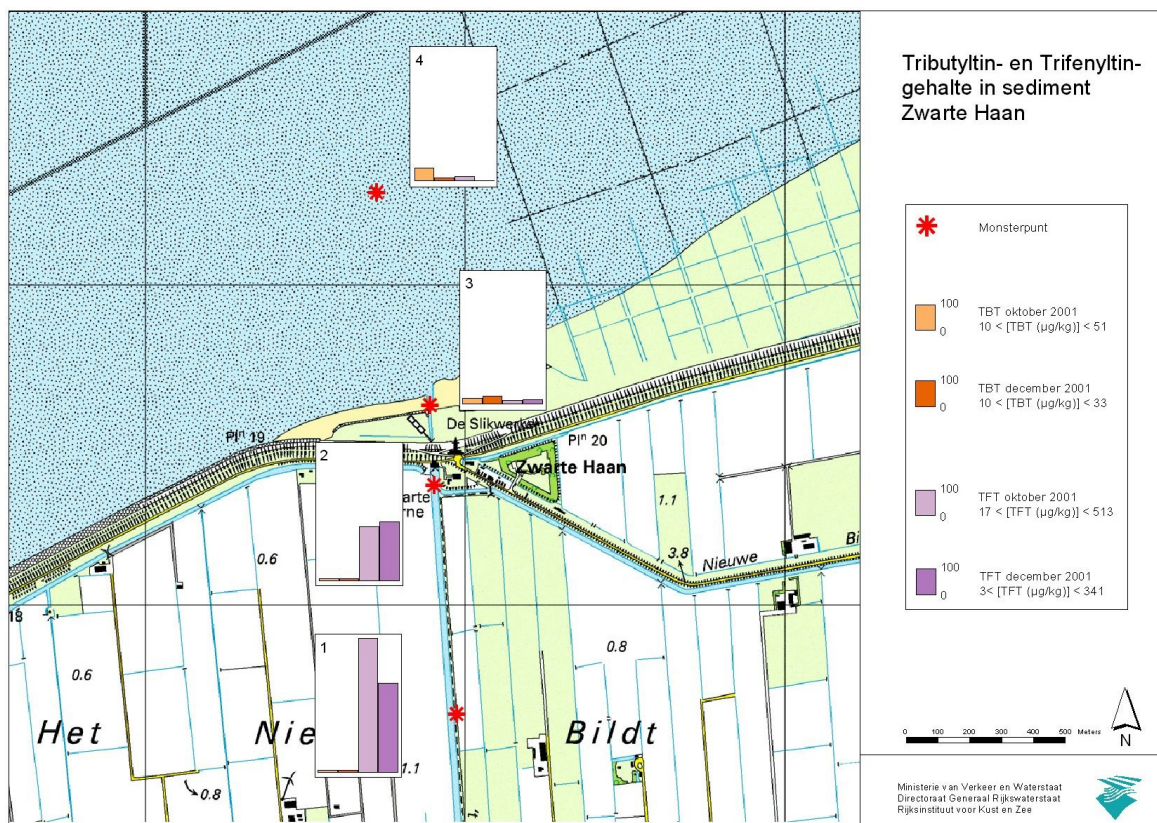 Tributyltin- en Trifenyltin-
gehalte in sediment
Zwarte Haan
Monsterpunt
100
0
TBT oktober 2001
10 < [TBT (µg/kg)] < 51
100
0
TBT december 2001
10 < [TBT (µg/kg)] < 33
100
0
TFT oktober 2001
17 < [TFT (µg/kg)] < 513
100
0
TFT december 2001
3< [TFT (µg/kg)] < 341
0 100 200 300 400 500 Meters
N
Ministerie van Verkeer en Waterstaat
Directoraat Generaal Rijkswaterstaat
Rijksinstituut voor Kust en Zee
4
3
De Slikwerker
Pln 19
Pln 20
2
Zwarte Haan
arte
rne
1.1
3.8
Nieuwe
Bi
0.6
18
1
0.8
0.6
Het
Nie
Bildt
1.1
0.8
t